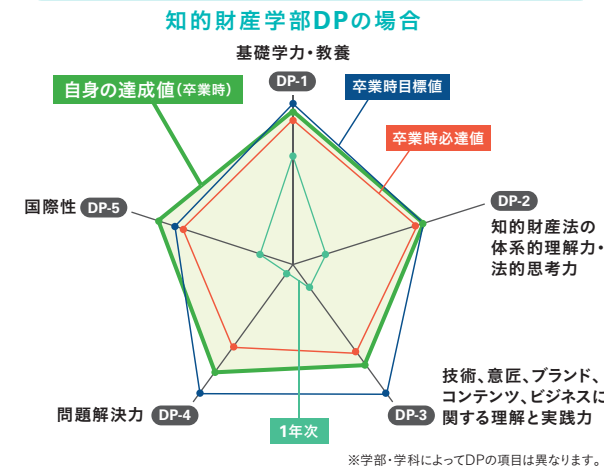 知的財産学部DPの場合
基礎学力・教養
DP-1
自身の達成値(卒業時)
卒業時目標値
卒業時必達値
国際性 DP-5
DP-2
知的財産法の
体系的理解力・
法的思考力
技術、意匠、ブランド、
コンテンツ、ビジネスに
DP-3 関する理解と実践力
問題解決力 DP-4
1年次
※学部・学科によってDPの項目は異なります。